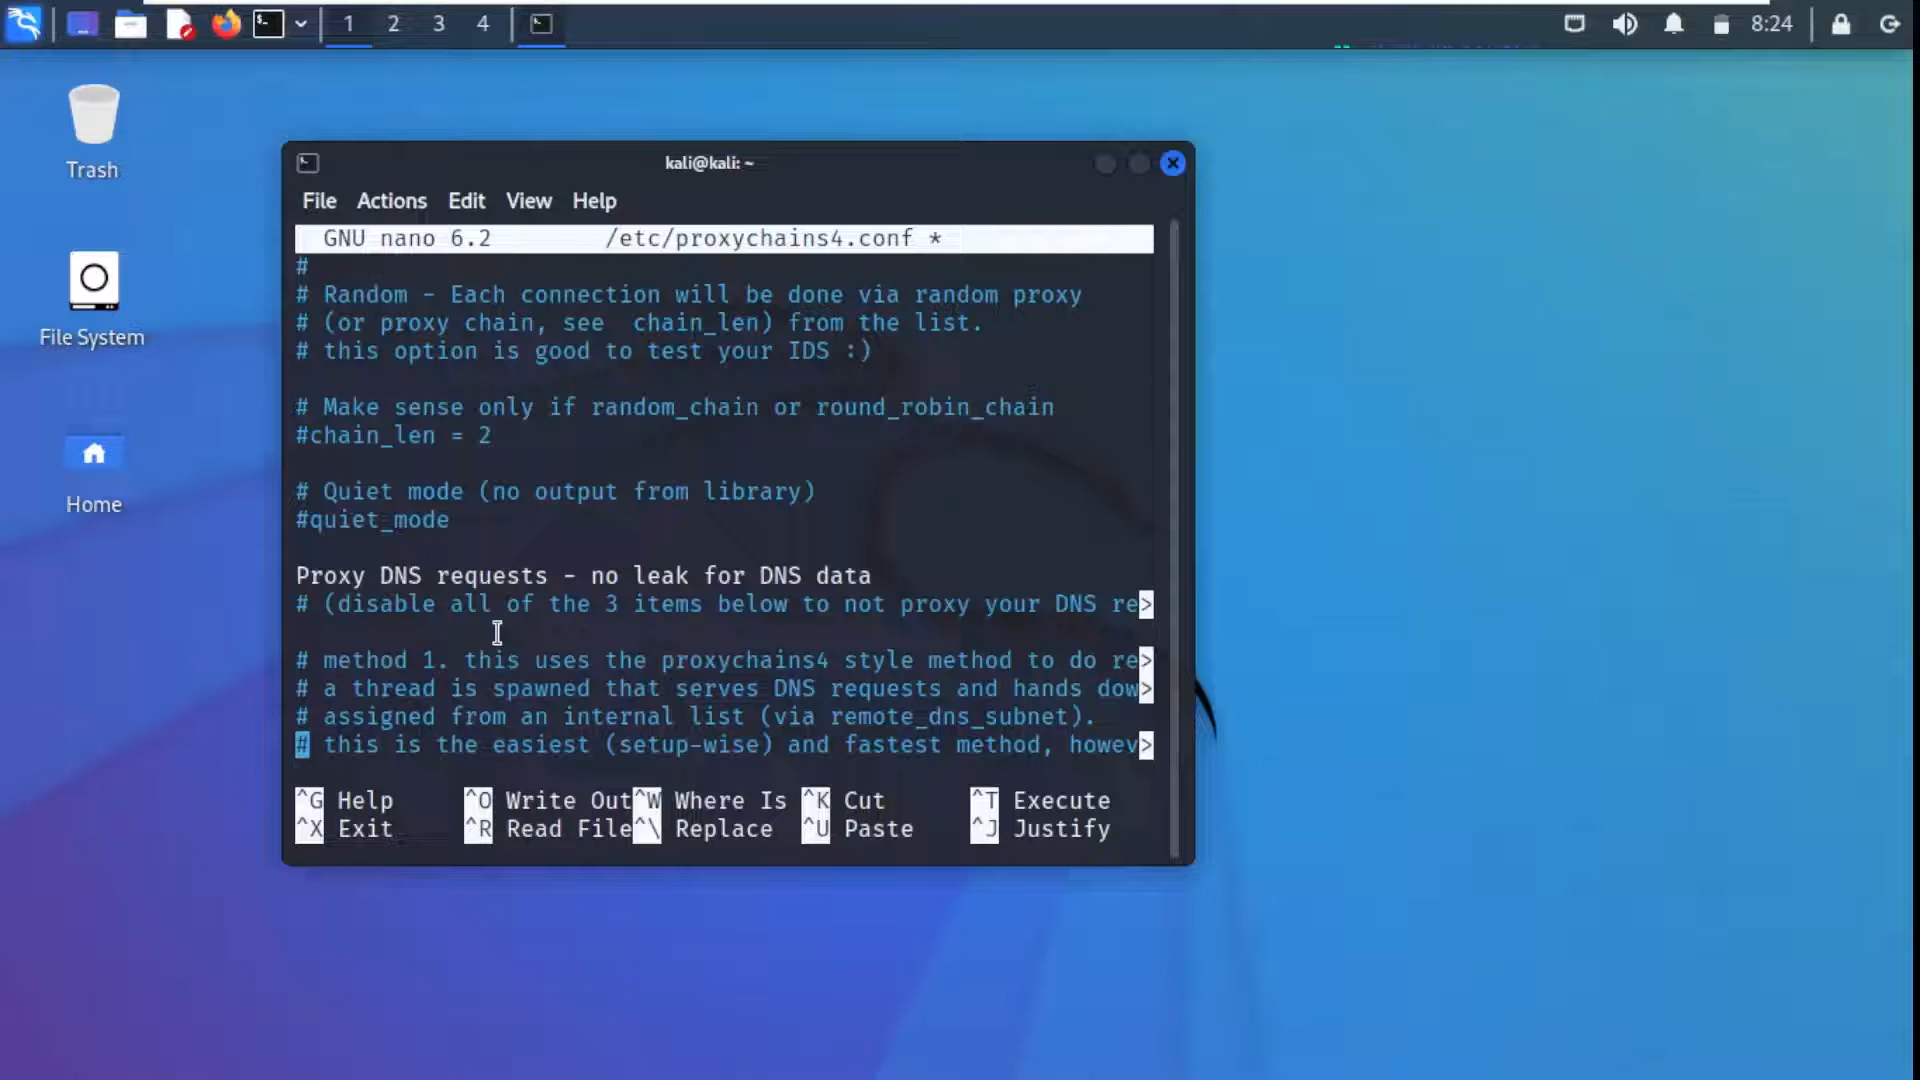 1 2 3 4
8:24
Trash
File System
Home
kali@kali: ~
File Actions Edit View Help
GNU nano 6.2 /etc/proxychains4.conf *
#
# Random - Each connection will be done via random proxy
# (or proxy chain, see  chain_len) from the list.
# this option is good to test your IDS :)
# Make sense only if random_chain or round_robin_chain
#chain_len = 2
# Quiet mode (no output from library)
#quiet_mode
Proxy DNS requests - no leak for DNS data
# (disable all of the 3 items below to not proxy your DNS re>
# method 1. this uses the proxychains4 style method to do re>
# a thread is spawned that serves DNS requests and hands dow>
# assigned from an internal list (via remote_dns_subnet).
# this is the easiest (setup-wise) and fastest method, howev>
^G Help ^O Write Out ^W Where Is ^K Cut ^T Execute
^X Exit ^R Read File ^\ Replace ^U Paste ^J Justify